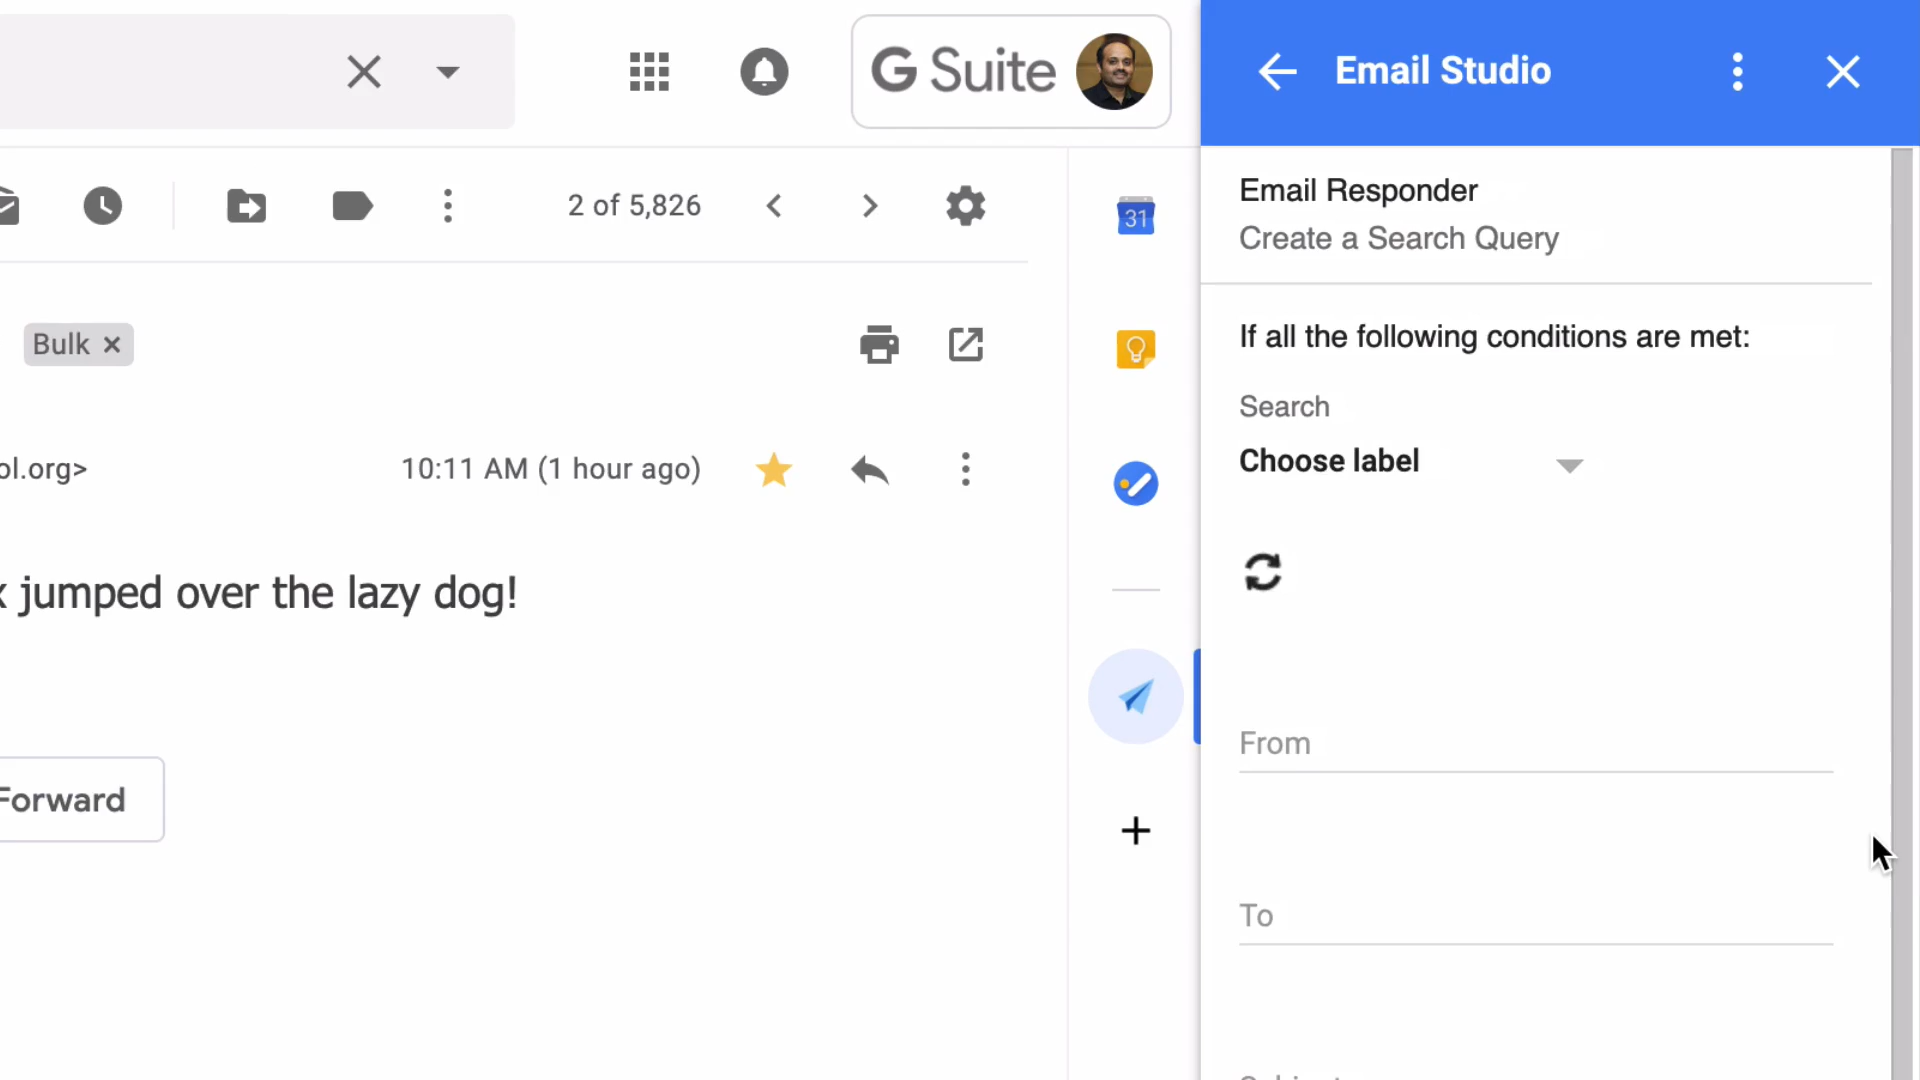 G Suite
Email Studio
2 of 5,826
31
Email Responder
Create a Search Query
Bulk
If all the following conditions are met:
Search
Choose label
ol.org>
10:11 AM (1 hour ago)
jumped over the lazy dog!
From
Forward
To